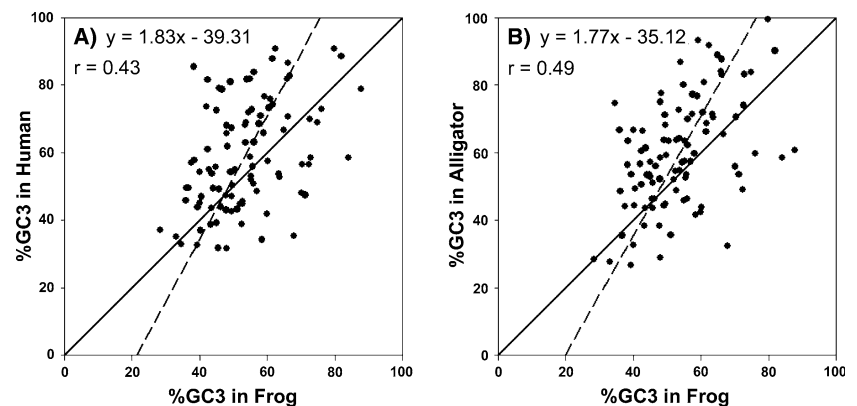 A) y = 1.83x - 39.31
r = 0.43
100
80
60
40
20
0
%GC3 in Human
0 20 40 60 80 100
%GC3 in Frog
B) y = 1.77x - 35.12
r = 0.49
100
80
60
40
20
0
%GC3 in Alligator
0 20 40 60 80 100
%GC3 in Frog